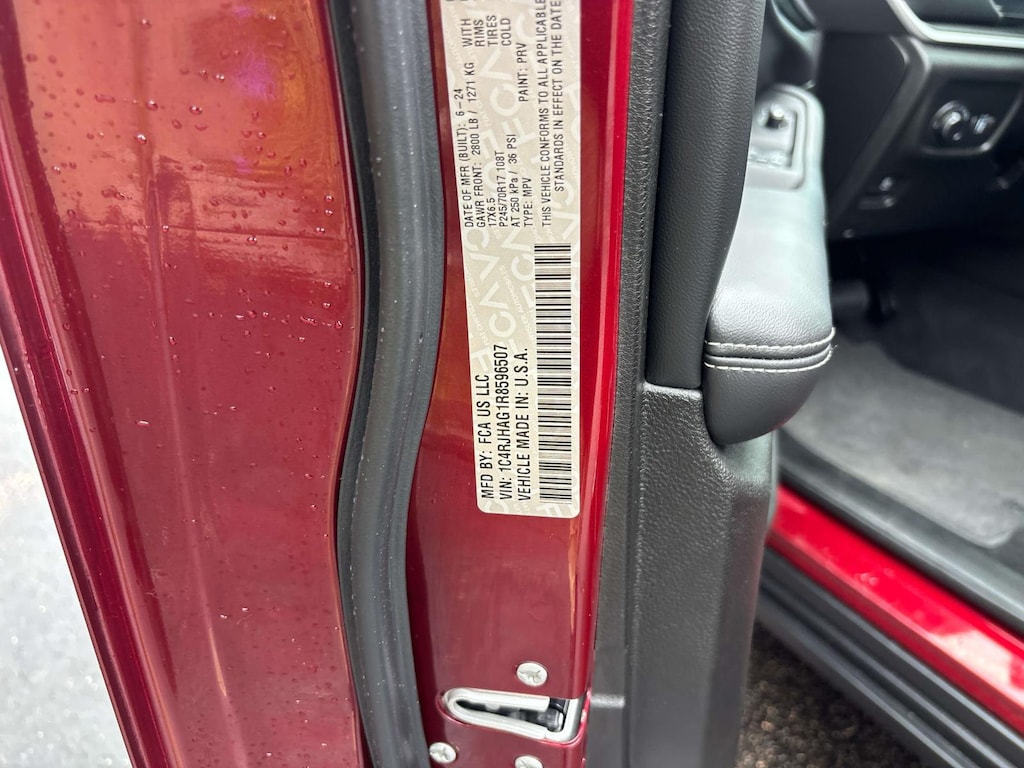 MFD BY: FCA US LLC
DATE OF MFR (BUILT): 6-24
GAWR FRONT: 2800 LB / 1271 KG WITH
17X6.5 RIMS
P245/70R17 108T TIRES
AT 250 kPa / 36 PSI COLD
VIN: 1C4RJHAG1R8596507
TYPE: MPV PAINT: PRV
VEHICLE MADE IN: U.S.A.
THIS VEHICLE CONFORMS TO ALL APPLICABLE
STANDARDS IN EFFECT ON THE DATE